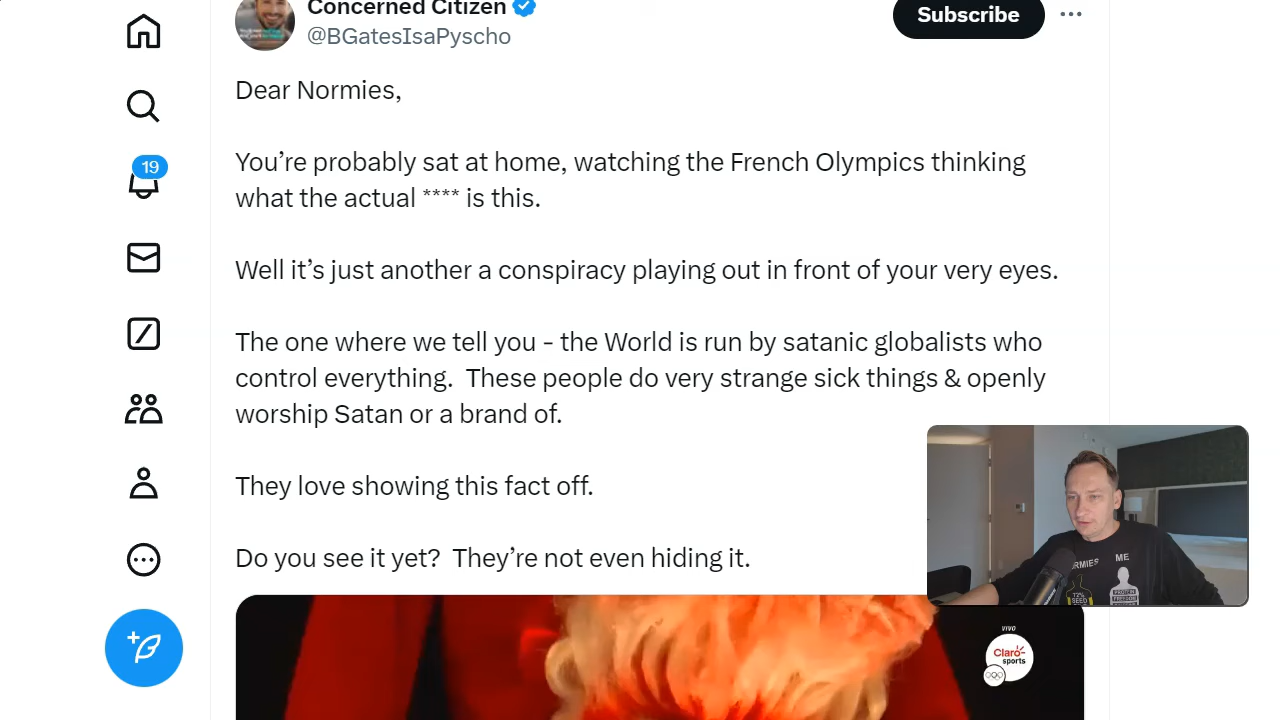 Concerned Citizen
@BGatesIsaPyscho
Subscribe
Dear Normies,
You’re probably sat at home, watching the French Olympics thinking
what the actual **** is this.
19
Well it’s just another a conspiracy playing out in front of your very eyes.
The one where we tell you – the World is run by satanic globalists who
control everything.  These people do very strange sick things & openly
worship Satan or a brand of.
They love showing this fact off.
Do you see it yet?  They’re not even hiding it.
ME
VIVO
Claro-
sports